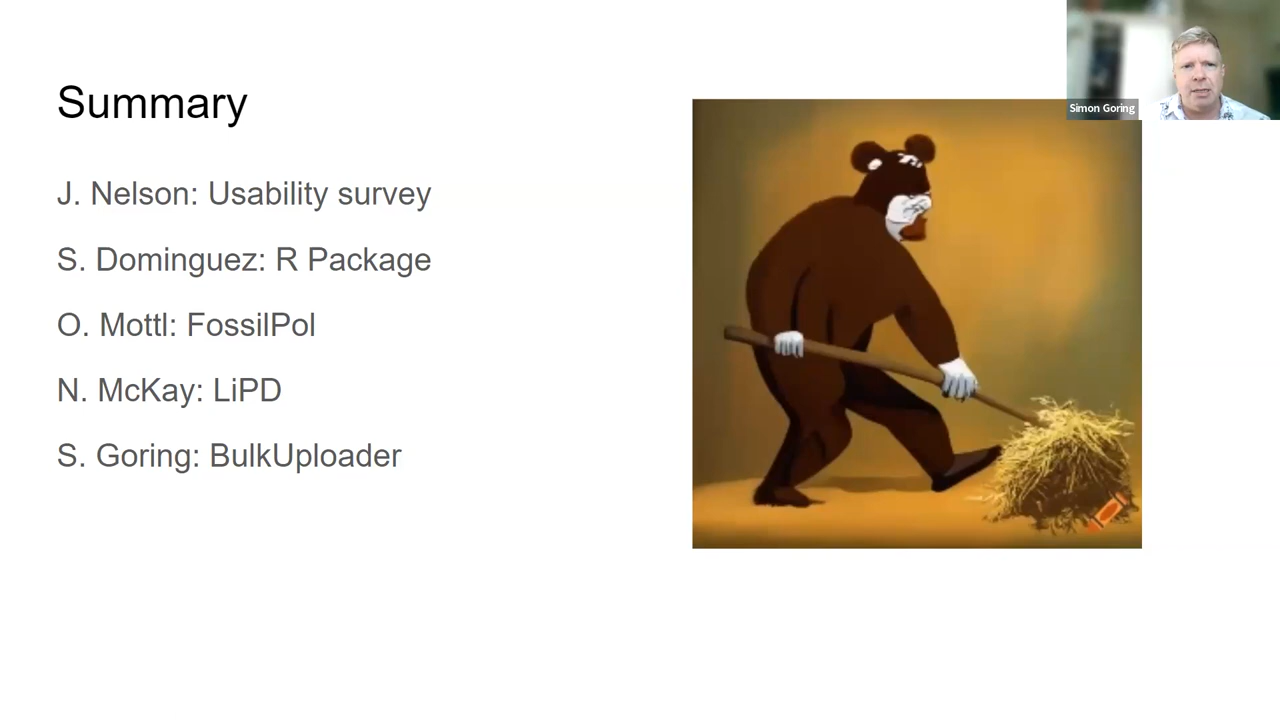 Simon Goring
Summary
J. Nelson: Usability survey
S. Dominguez: R Package
O. Mottl: FossilPol
N. McKay: LiPD
S. Goring: BulkUploader